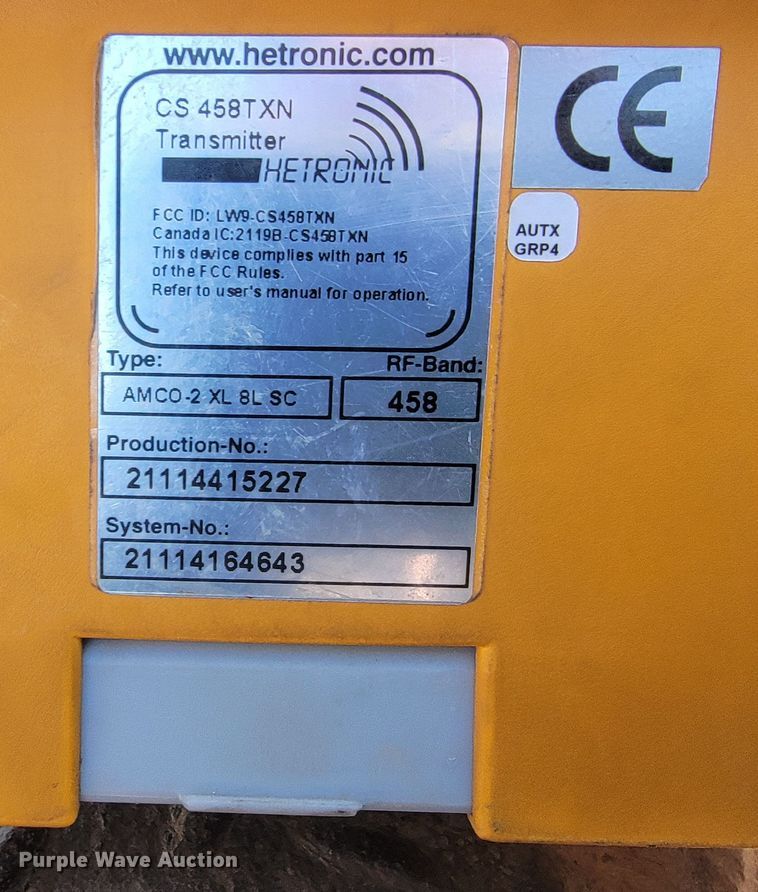 www.hetronic.com
CS 458TXN
Transmitter
HETRONIC
FCC ID: LW9-CS458TXN
Canada IC:2119B-CS458TXN
This device complies with part 15
of the FCC Rules.
Refer to user's manual for operation.
CE
AUTX
GRP4
Type:
RF-Band:
AMCO-2 XL 8L SC
458
Production-No.:
21114415227
System-No.:
21114164643
Purple Wave Auction